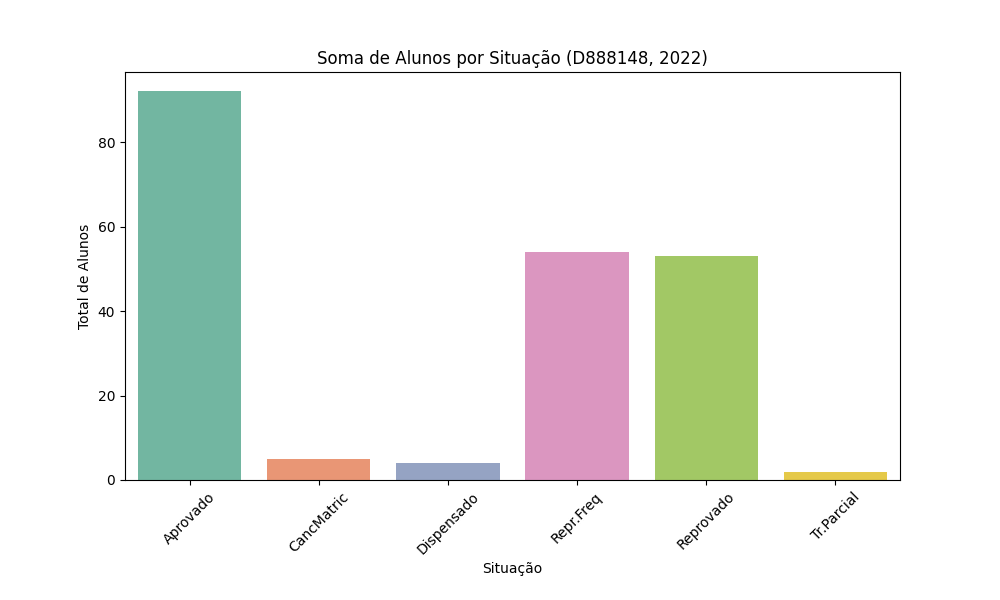 Soma de Alunos por Situação (D888148, 2022)
Total de Alunos
80
60
40
20
0
Aprovado
CancMatric
Dispensado
Repr.Freq
Reprovado
Tr.Parcial
Situação